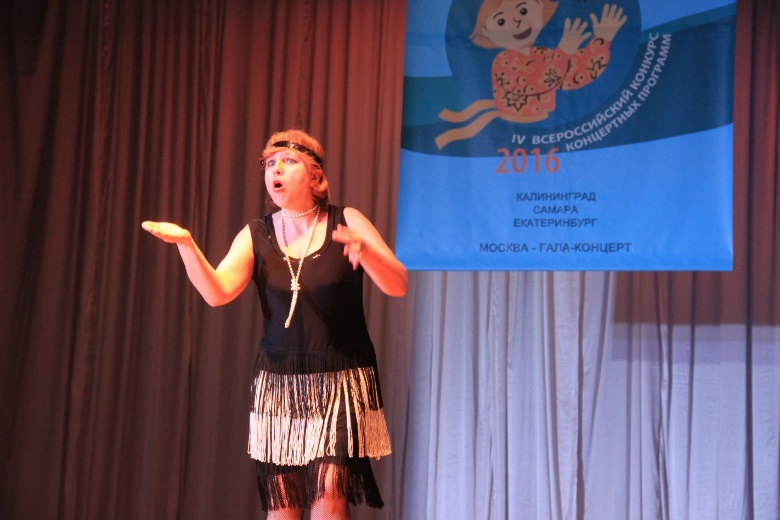 IV ВСЕРОССИЙСКИЙ КОНКУРС
КОНЦЕРТНЫХ ПРОГРАММ
2016
КАЛИНИНГРАД
САМАРА
ЕКАТЕРИНБУРГ
МОСКВА - ГАЛА-КОНЦЕРТ